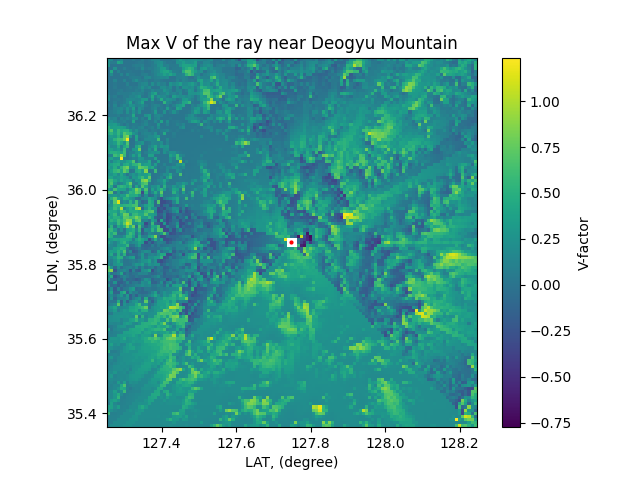 Max V of the ray near Deogyu Mountain
36.2
36.0
35.8
35.6
35.4
LON, (degree)
127.4 127.6 127.8 128.0 128.2
LAT, (degree)
1.00
0.75
0.50
0.25
0.00
−0.25
−0.50
−0.75
V-factor